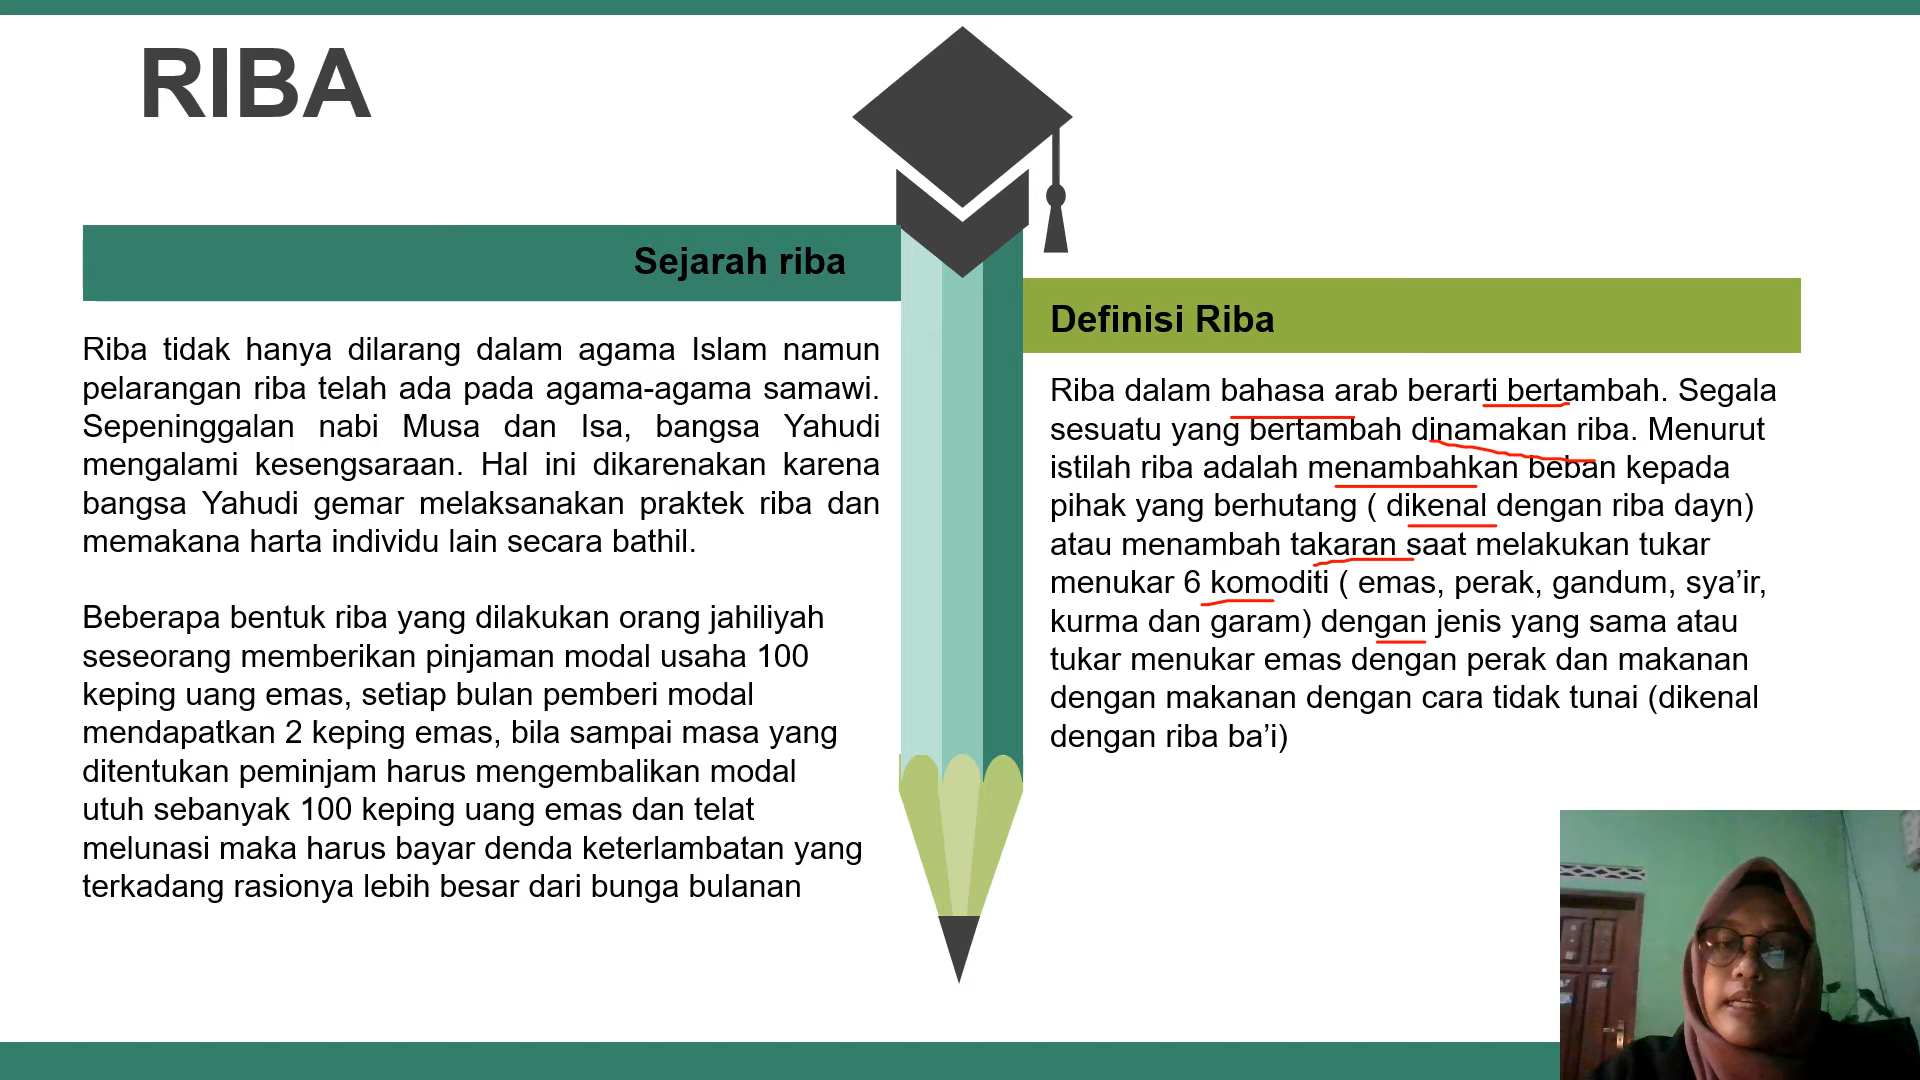 RIBA
Sejarah riba
Riba tidak hanya dilarang dalam agama Islam namun
pelarangan riba telah ada pada agama-agama samawi.
Sepeninggalan nabi Musa dan Isa, bangsa Yahudi
mengalami kesengsaraan. Hal ini dikarenakan karena
bangsa Yahudi gemar melaksanakan praktek riba dan
memakana harta individu lain secara bathil.
Beberapa bentuk riba yang dilakukan orang jahiliyah
seseorang memberikan pinjaman modal usaha 100
keping uang emas, setiap bulan pemberi modal
mendapatkan 2 keping emas, bila sampai masa yang
ditentukan peminjam harus mengembalikan modal
utuh sebanyak 100 keping uang emas dan telat
melunasi maka harus bayar denda keterlambatan yang
terkadang rasionya lebih besar dari bunga bulanan
Definisi Riba
Riba dalam bahasa arab berarti bertambah. Segala
sesuatu yang bertambah dinamakan riba. Menurut
istilah riba adalah menambahkan beban kepada
pihak yang berhutang ( dikenal dengan riba dayn)
atau menambah takaran saat melakukan tukar
menukar 6 komoditi ( emas, perak, gandum, sya’ir,
kurma dan garam) dengan jenis yang sama atau
tukar menukar emas dengan perak dan makanan
dengan makanan dengan cara tidak tunai (dikenal
dengan riba ba’i)